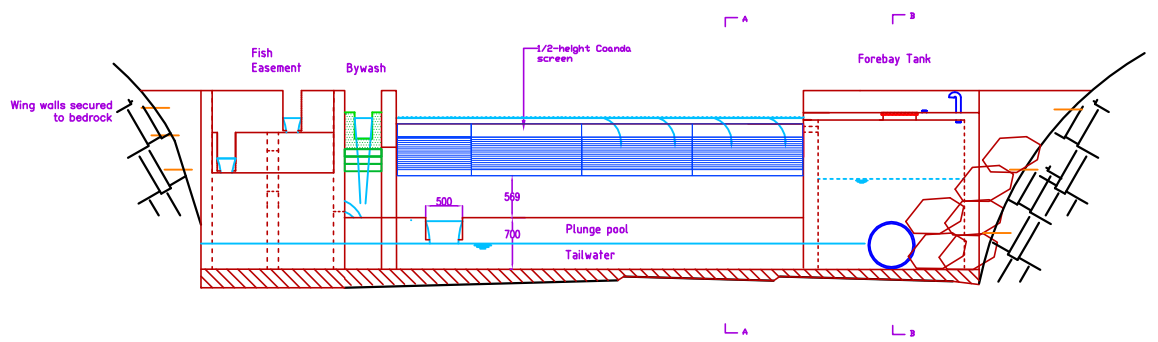 B
A
1/2-height Coanda
screen
Fish
Easement
Bywash
Forebay Tank
Wing walls secured
to bedrock
500
569
Plunge pool
700
Tailwater
A
B